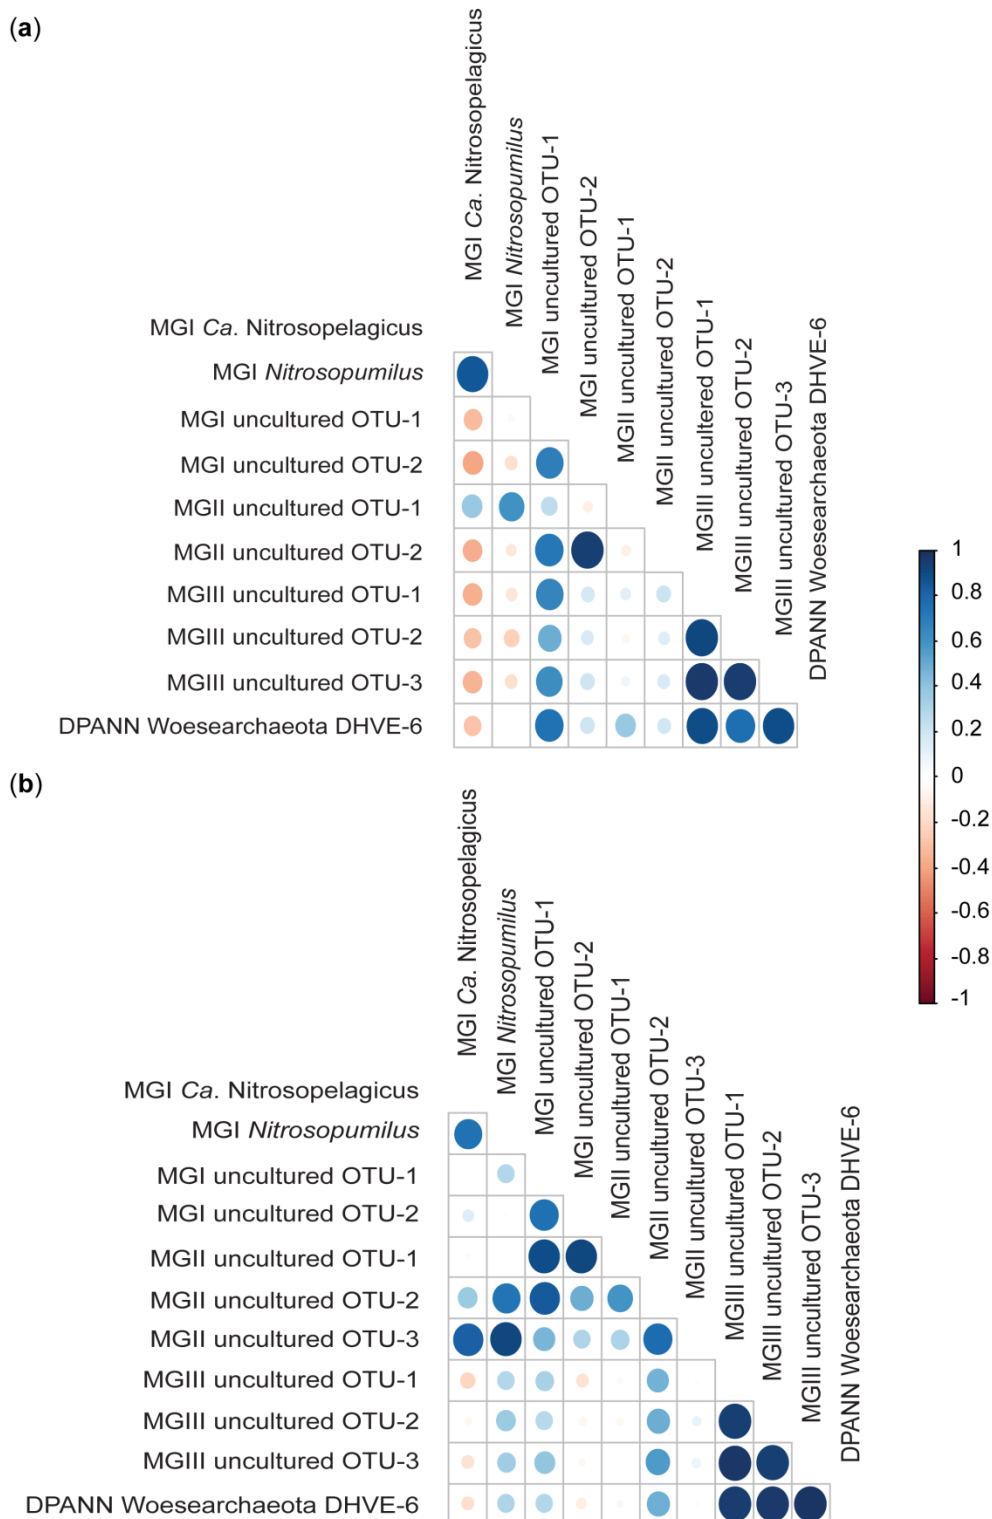 (a)
MGI Ca. Nitrosopelagicus
MGI Nitrosopumilus
MGI uncultured OTU-1
MGI uncultured OTU-2
MGII uncultured OTU-1
MGII uncultured OTU-2
MGIII uncultered OTU-1
MGIII uncultured OTU-2
MGIII uncultured OTU-3
DPANN Woesearchaeota DHVE-6
MGI Ca. Nitrosopelagicus
MGI Nitrosopumilus
MGI uncultured OTU-1
MGI uncultured OTU-2
MGII uncultured OTU-1
MGII uncultured OTU-2
MGIII uncultured OTU-1
MGIII uncultured OTU-2
MGIII uncultured OTU-3
DPANN Woesearchaeota DHVE-6
1
0.8
0.6
0.4
0.2
0
-0.2
-0.4
-0.6
-0.8
-1
(b)
MGI Ca. Nitrosopelagicus
MGI Nitrosopumilus
MGI uncultured OTU-1
MGI uncultured OTU-2
MGII uncultured OTU-1
MGII uncultured OTU-2
MGII uncultured OTU-3
MGIII uncultured OTU-1
MGIII uncultured OTU-2
MGIII uncultured OTU-3
DPANN Woesearchaeota DHVE-6
MGI Ca. Nitrosopelagicus
MGI Nitrosopumilus
MGI uncultured OTU-1
MGI uncultured OTU-2
MGII uncultured OTU-1
MGII uncultured OTU-2
MGII uncultured OTU-3
MGIII uncultured OTU-1
MGIII uncultured OTU-2
MGIII uncultured OTU-3
DPANN Woesearchaeota DHVE-6